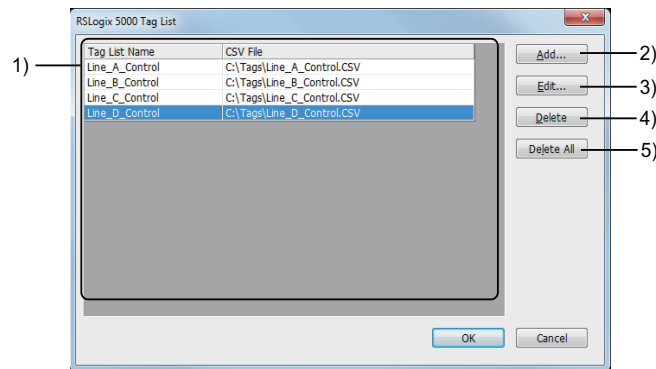 RSLogix 5000 Tag List
x
1)
Tag List Name CSV File
Line_A_Control C:\Tags\Line_A_Control.CSV
Line_B_Control C:\Tags\Line_B_Control.CSV
Line_C_Control C:\Tags\Line_C_Control.CSV
Line_D_Control C:\Tags\Line_D_Control.CSV
Add... 2)
Edit... 3)
Delete 4)
Delete All 5)
OK Cancel